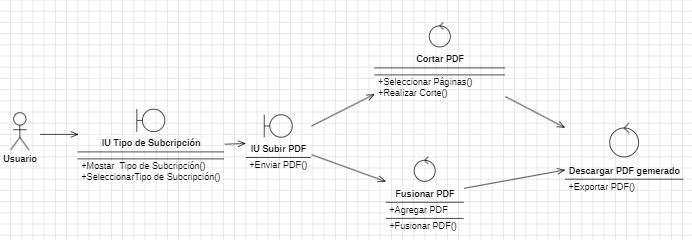 Cortar PDF
+Seleccionar Páginas()
+Realizar Corte()
Usuario
IU Tipo de Subcripción
+Mostar Tipo de Subcripción()
+SeleccionarTipo de Subcripción()
IU Subir PDF
+Enviar PDF()
Fusionar PDF
+Agregar PDF
+Fusionar PDF()
Descargar PDF gemerado
+Exportar PDF()